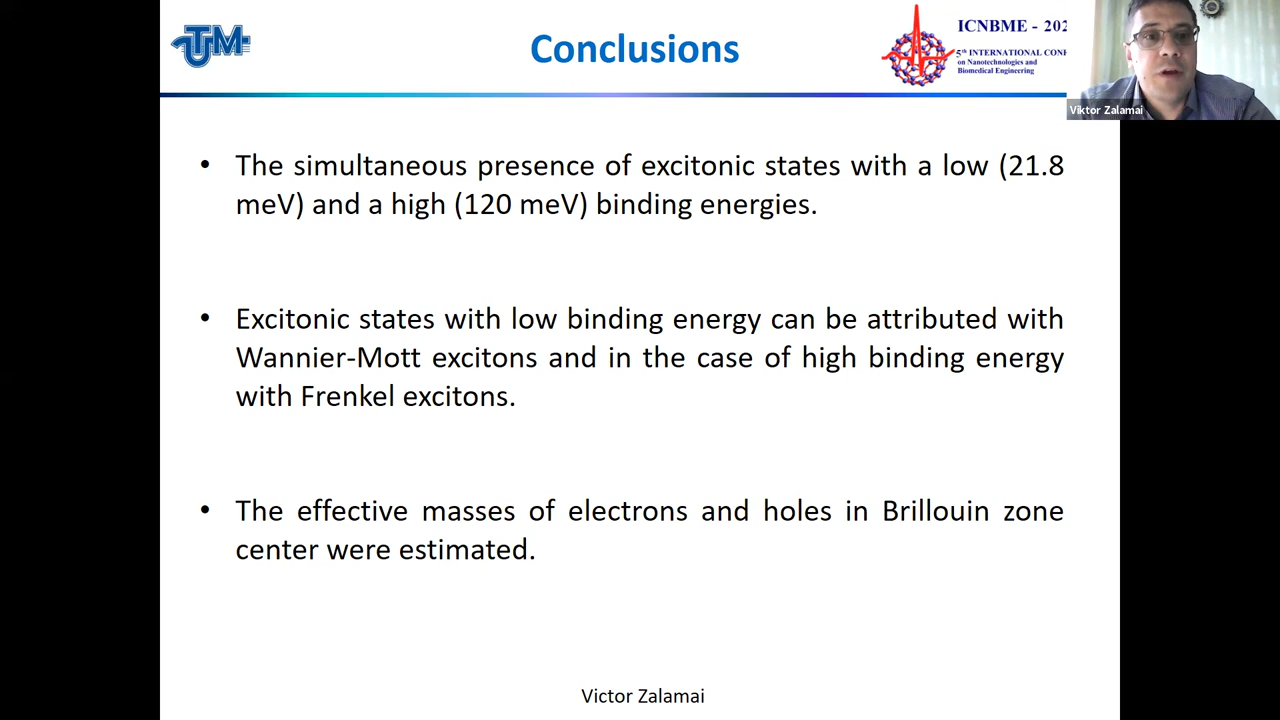 UTM
Conclusions
ICNBME - 202
5th INTERNATIONAL CONF
on Nanotechnologies and
Biomedical Engineering
Viktor Zalamai
• The simultaneous presence of excitonic states with a low (21.8
meV) and a high (120 meV) binding energies.
• Excitonic states with low binding energy can be attributed with
Wannier-Mott excitons and in the case of high binding energy
with Frenkel excitons.
• The effective masses of electrons and holes in Brillouin zone
center were estimated.
Victor Zalamai